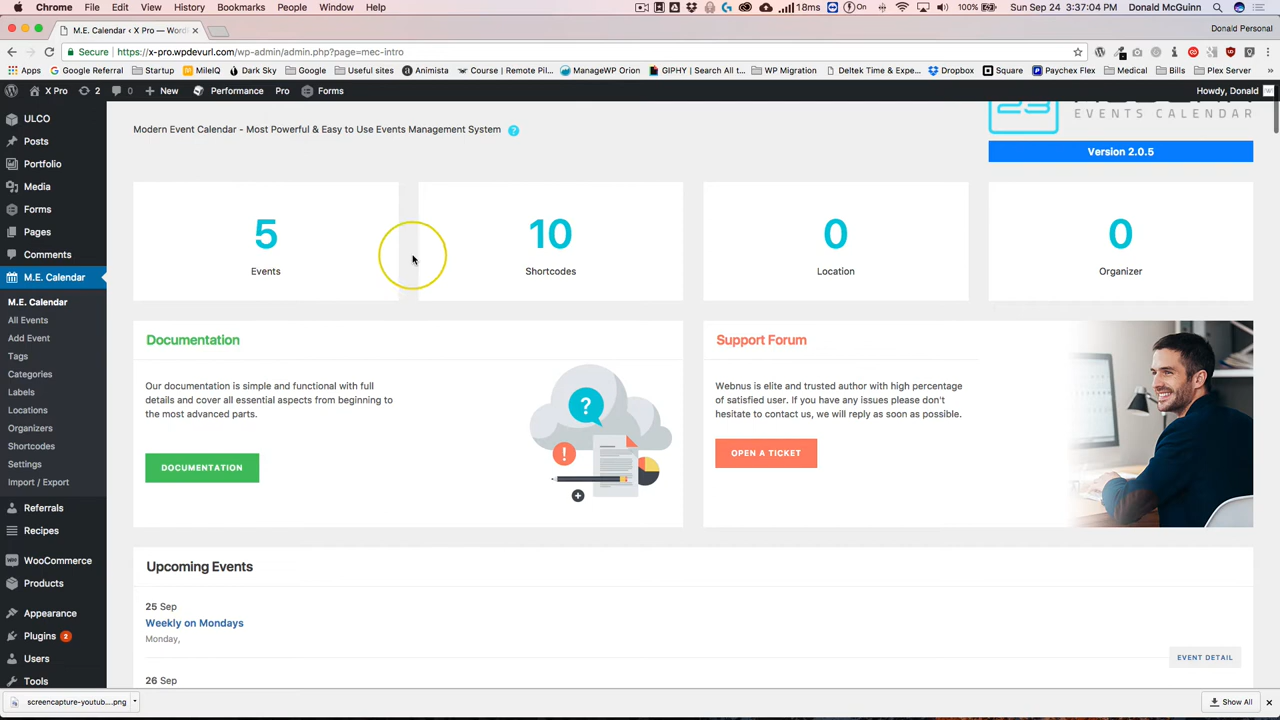 Chrome File Edit View History Bookmarks People Window Help 18ms On 100% Sun Sep 24 3:37:04 PM Donald McGuinn
M.E. Calendar ‹ X Pro — Word Donald Personal
Secure https://x-pro.wpdevurl.com/wp-admin/admin.php?page=mec-intro
Apps Google Referral Startup MileIQ Dark Sky Google Useful sites Animista Course | Remote Pil... ManageWP Orion GIPHY | Search All t... WP Migration Deltek Time & Expe... Dropbox Square Paychex Flex Medical Bills Plex Server
X Pro 2 0 + New Performance Pro Forms Howdy, Donald
ULCO
Posts
Portfolio
Media
Forms
Pages
Comments
M.E. Calendar
M.E. Calendar
All Events
Add Event
Tags
Categories
Labels
Locations
Organizers
Shortcodes
Settings
Import / Export
Referrals
Recipes
WooCommerce
Products
Appearance
Plugins 2
Users
Tools
Modern Event Calendar - Most Powerful & Easy to Use Events Management System ?
23
EVENTS CALENDAR
Version 2.0.5
5
Events
10
Shortcodes
0
Location
0
Organizer
Documentation
Our documentation is simple and functional with full
details and cover all essential aspects from beginning to
the most advanced parts.
DOCUMENTATION
?
!
Support Forum
Webnus is elite and trusted author with high percentage
of satisfied user. If you have any issues please don't
hesitate to contact us, we will reply as soon as possible.
OPEN A TICKET
Upcoming Events
25 Sep
Weekly on Mondays
Monday,
EVENT DETAIL
26 Sep
screencapture-youtub....png Show All